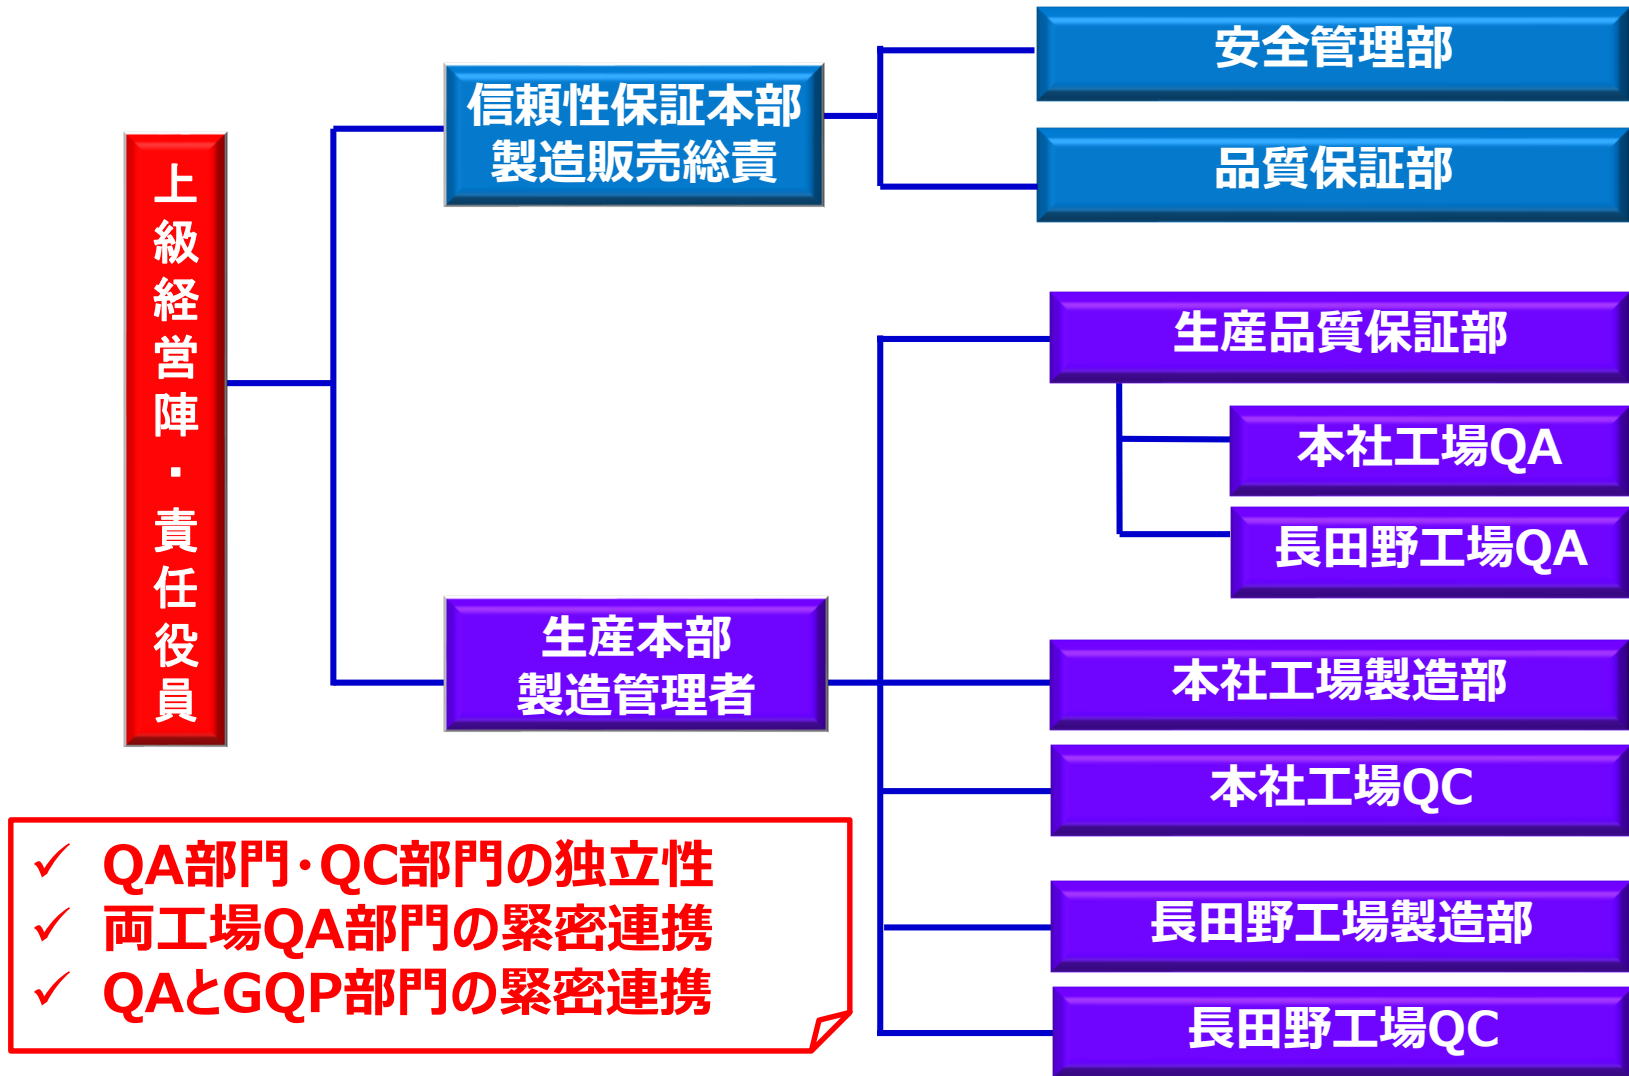 上級経営陣・責任役員
信頼性保証本部
製造販売総責
安全管理部
品質保証部
生産本部
製造管理者
生産品質保証部
本社工場QA
長田野工場QA
本社工場製造部
本社工場QC
長田野工場製造部
長田野工場QC
✓ QA部門・QC部門の独立性
✓ 両工場QA部門の緊密連携
✓ QAとGQP部門の緊密連携